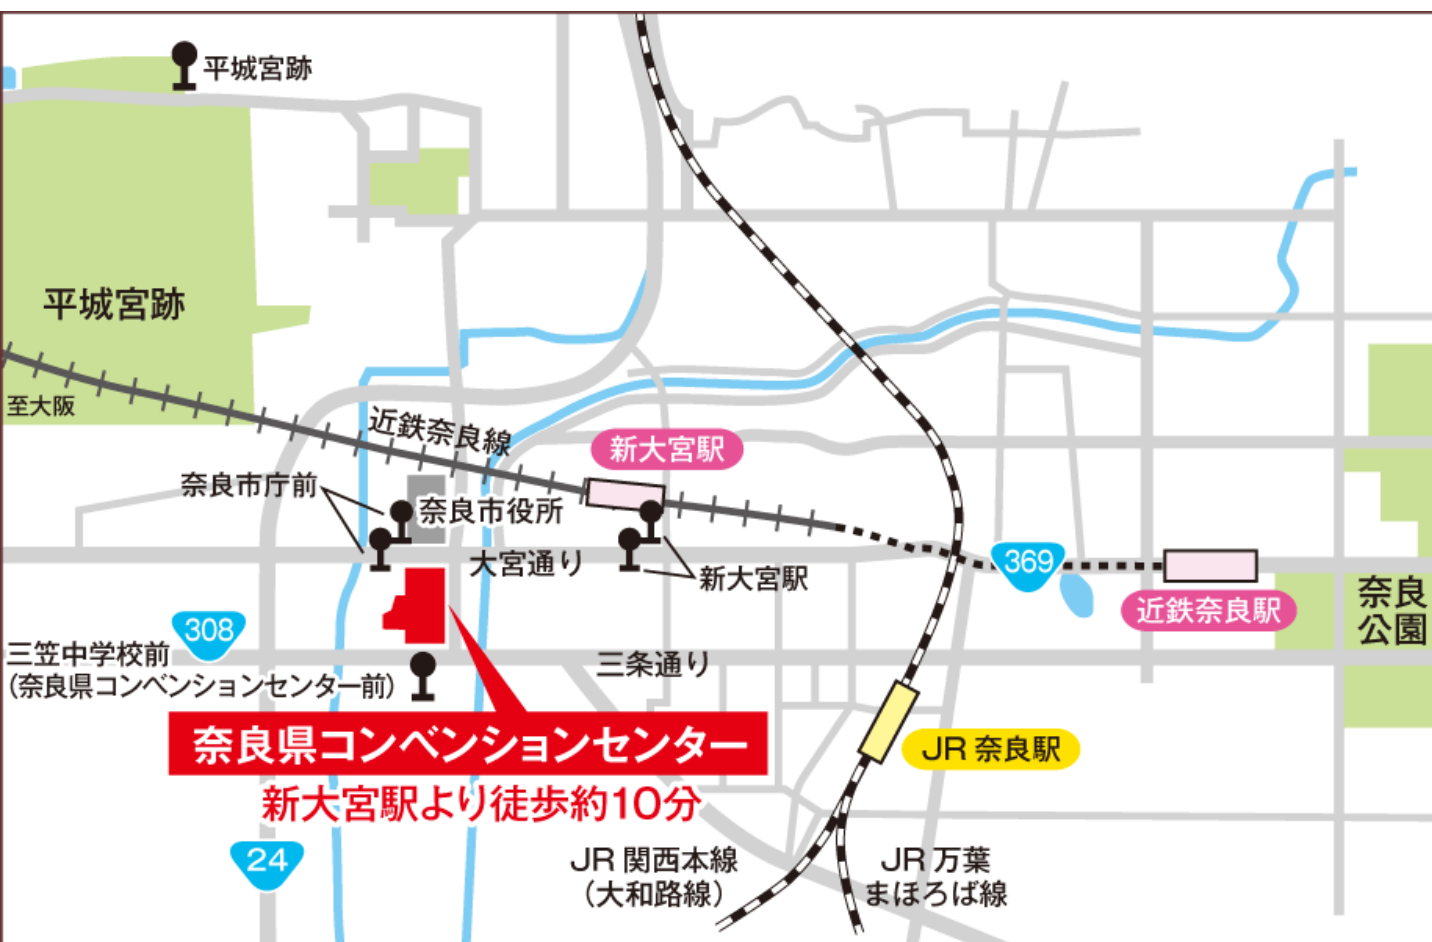 平城宮跡
平城宮跡
至大阪
近鉄奈良線
新大宮駅
奈良市庁前
奈良市役所
大宮通り
新大宮駅
369
近鉄奈良駅
奈良
公園
308
三笠中学校前
(奈良県コンベンションセンター前)
三条通り
奈良県コンベンションセンター
新大宮駅より徒歩約10分
JR 奈良駅
24
JR 関西本線
(大和路線)
JR 万葉
まほろば線